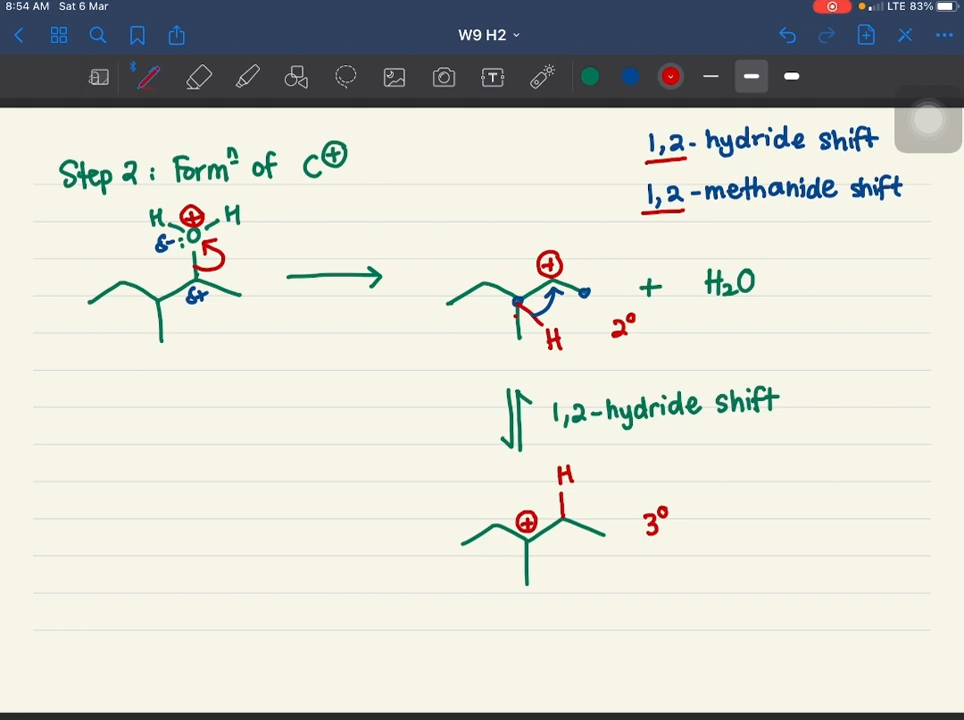 8:54 AM Sat 6 Mar
LTE 83%
W9 H2
1,2-hydride shift
1,2-methanide shift
Step 2: Formⁿ of C⊕
H ⊕ H
δ- :O
δ+
⊕
+ H2O
H 2°
1,2-hydride shift
H
⊕ 3°